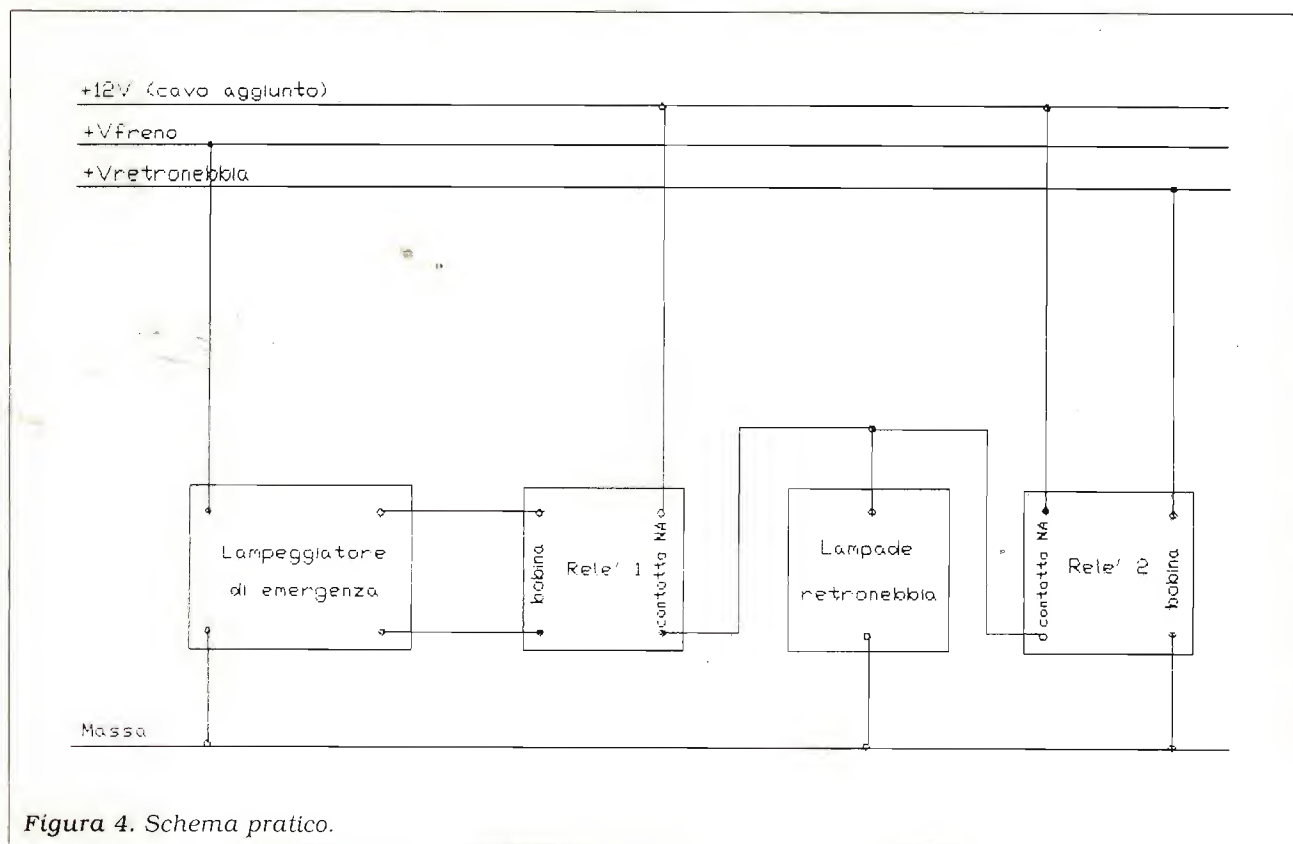 +12V (cavo aggiunto)
+Vfreno
+Vretronebbia
Lampeggiatore
di emergenza
bobina
Rele' 1
contatto NA
Lampade
retronebbia
contatto NA
Rele' 2
bobina
Massa
Figura 4. Schema pratico.